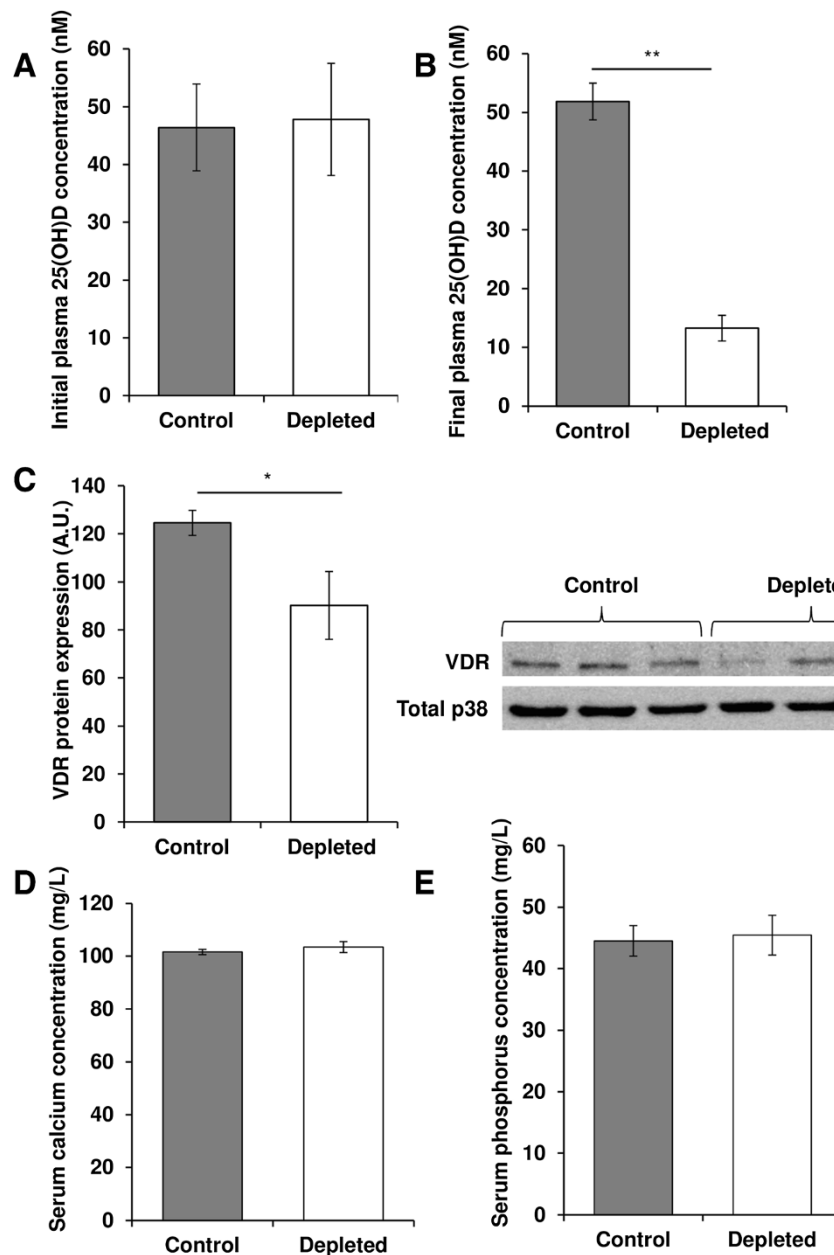 A
Initial plasma 25(OH)D concentration (nM)
60
50
40
30
20
10
0
Control
Depleted
B
Final plasma 25(OH)D concentration (nM)
**
60
50
40
30
20
10
0
Control
Depleted
C
VDR protein expression (A.U.)
*
140
120
100
80
60
40
20
0
Control
Depleted
Control
Deplete
VDR
Total p38
D
Serum calcium concentration (mg/L)
120
100
80
60
40
20
0
Control
Depleted
E
Serum phosphorus concentration (mg/L)
60
50
40
30
20
10
0
Control
Depleted